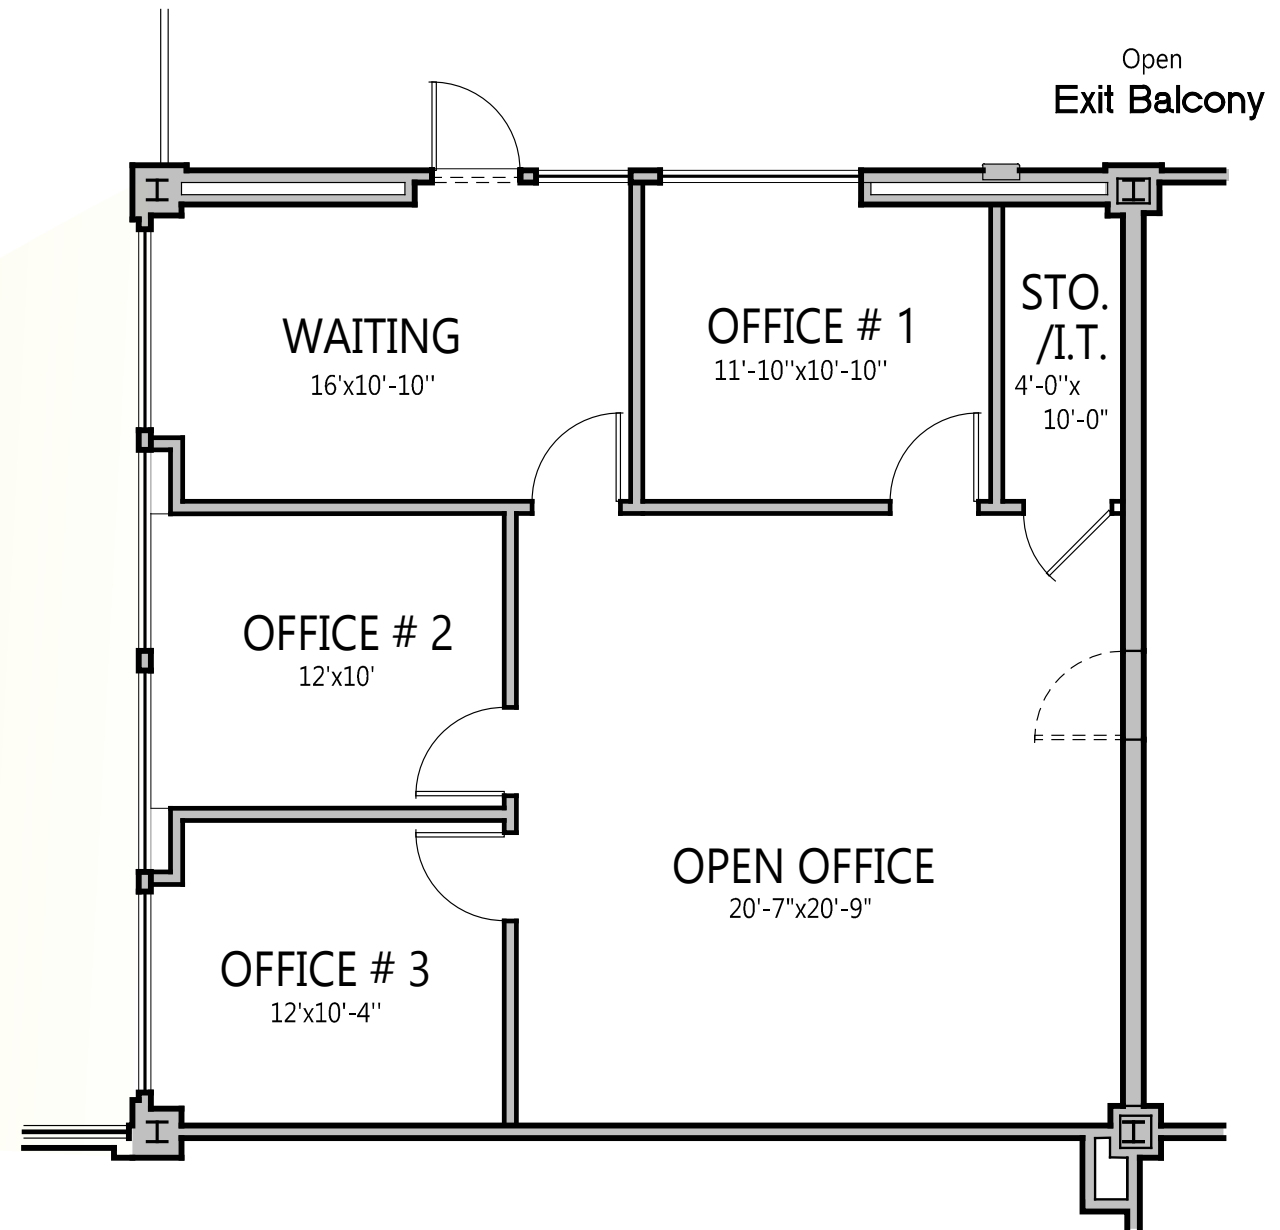 Open
Exit Balcony
WAITING
16'x10'-10"
OFFICE # 1
11'-10"x10'-10"
STO.
/I.T.
4'-0"x
10'-0"
OFFICE # 2
12'x10'
OPEN OFFICE
20'-7"x20'-9"
OFFICE # 3
12'x10'-4"